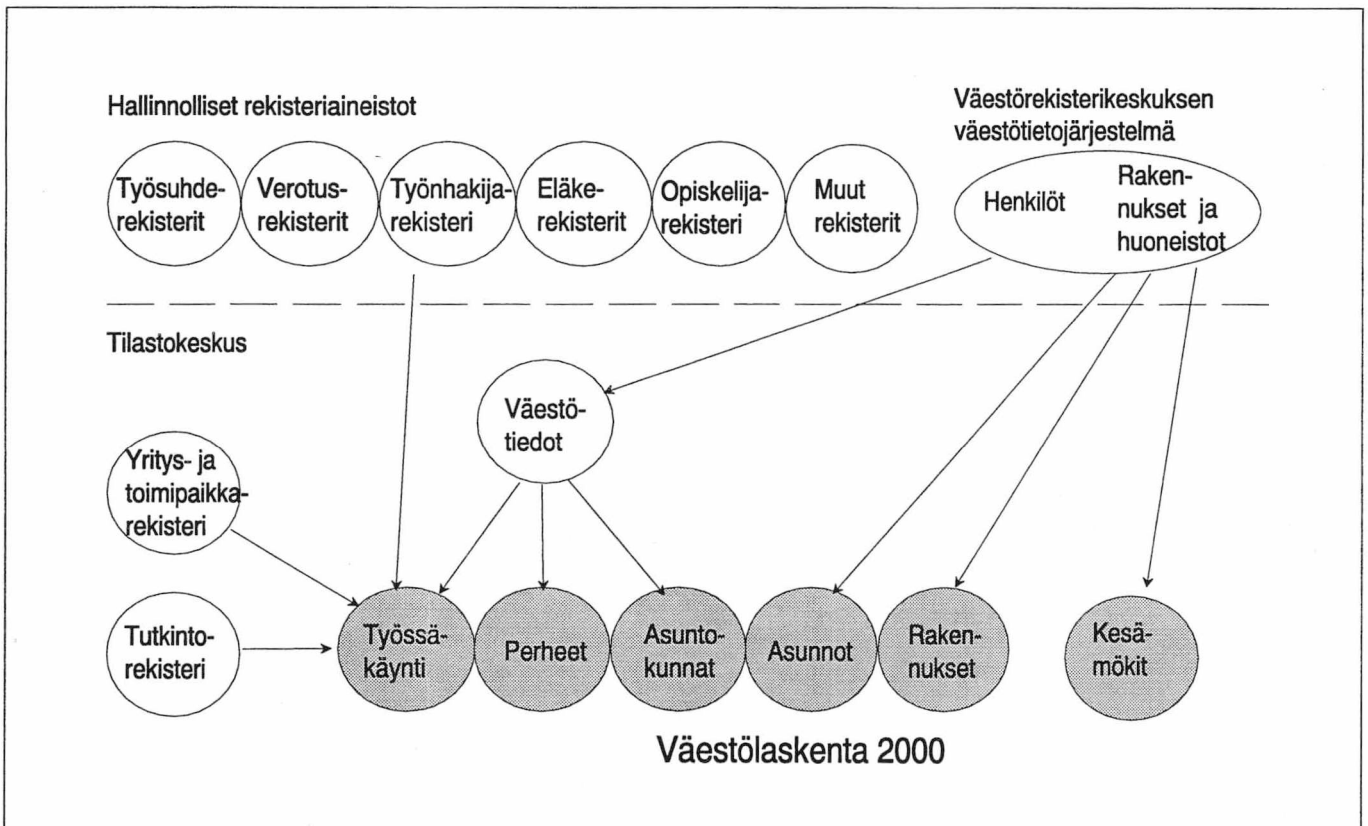 Hallinnolliset rekisteriaineistot
Väestörekisterikeskuksen
väestötietojärjestelmä
Työsuhde-
rekisterit
Verotus-
rekisterit
Työnhakija-
rekisteri
Eläke-
rekisterit
Opiskelija-
rekisteri
Muut
rekisterit
Henkilöt
Raken-
nukset ja
huoneistot
Tilastokeskus
Väestö-
tiedot
Yritys- ja
toimipaikka-
rekisteri
Tutkinto-
rekisteri
Työssä-
käynti
Perheet
Asunto-
kunnat
Asunnot
Raken-
nukset
Kesä-
mökit
Väestölaskenta 2000